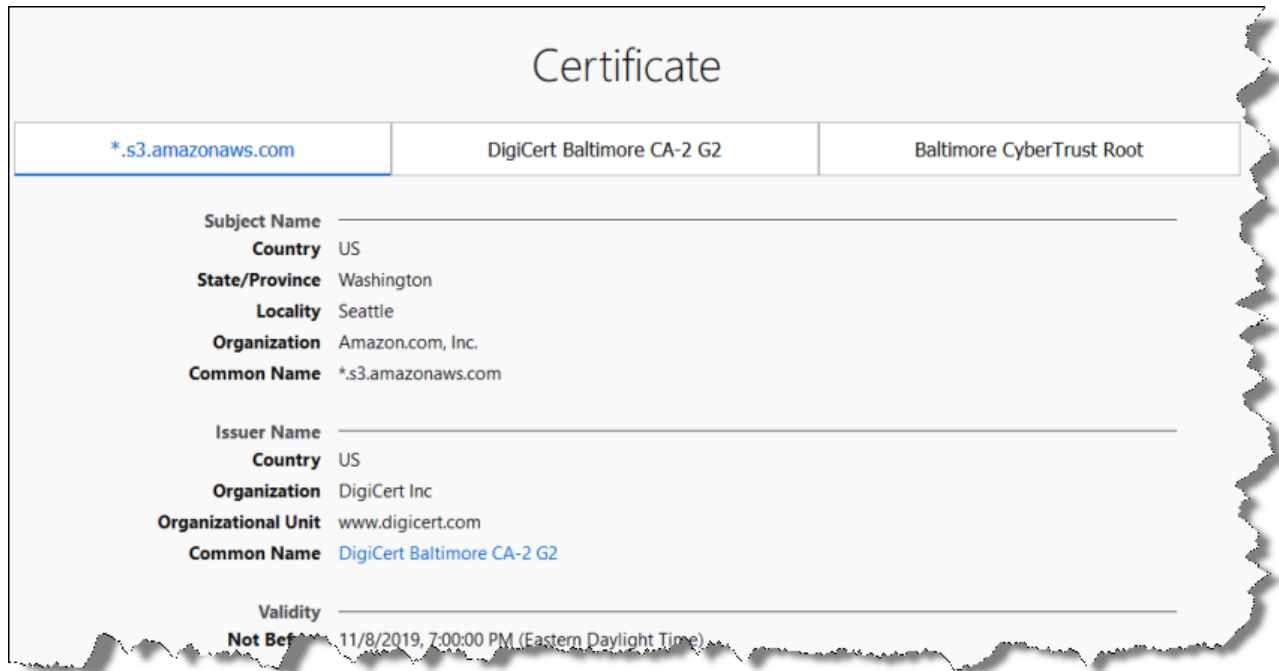 Certificate
*.s3.amazonaws.com DigiCert Baltimore CA-2 G2 Baltimore CyberTrust Root
Subject Name
Country US
State/Province Washington
Locality Seattle
Organization Amazon.com, Inc.
Common Name *.s3.amazonaws.com
Issuer Name
Country US
Organization DigiCert Inc
Organizational Unit www.digicert.com
Common Name DigiCert Baltimore CA-2 G2
Validity
Not 11/8/2019, 7:00:00 PM (Eastern Daylight Time)